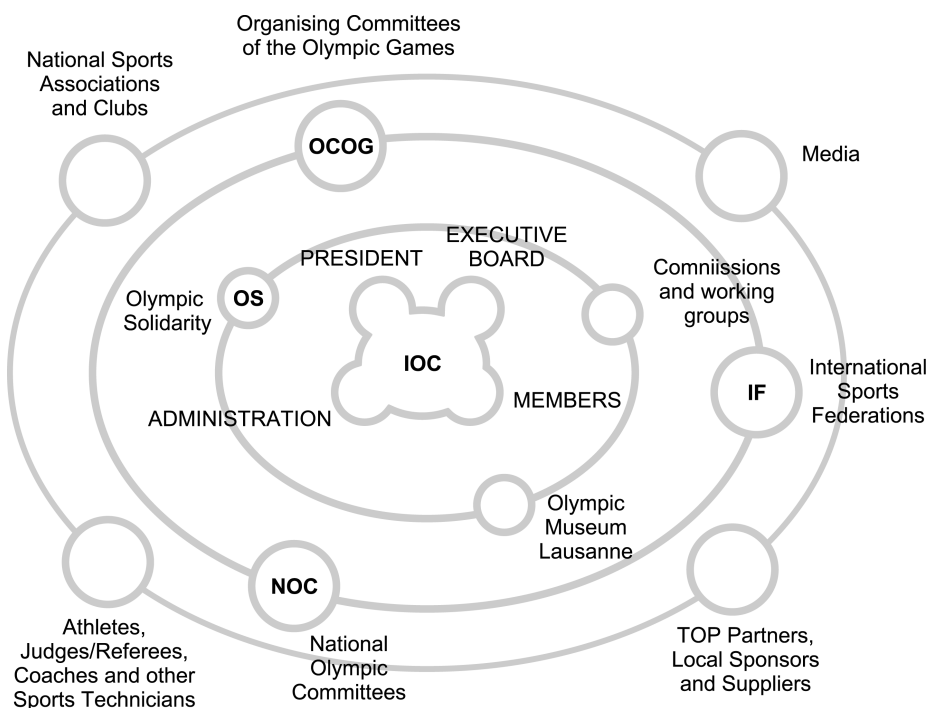 Organising Committees
of the Olympic Games
National Sports
Associations
and Clubs
OCOG
Media
EXECUTIVE
BOARD
PRESIDENT
Comniissions
and working
groups
OS
Olympic
Solidarity
IOC
International
Sports
Federations
IF
MEMBERS
ADMINISTRATION
Olympic
Museum
Lausanne
NOC
Athletes,
Judges/Referees,
Coaches and other
Sports Technicians
National
Olympic
Committees
TOP Partners,
Local Sponsors
and Suppliers